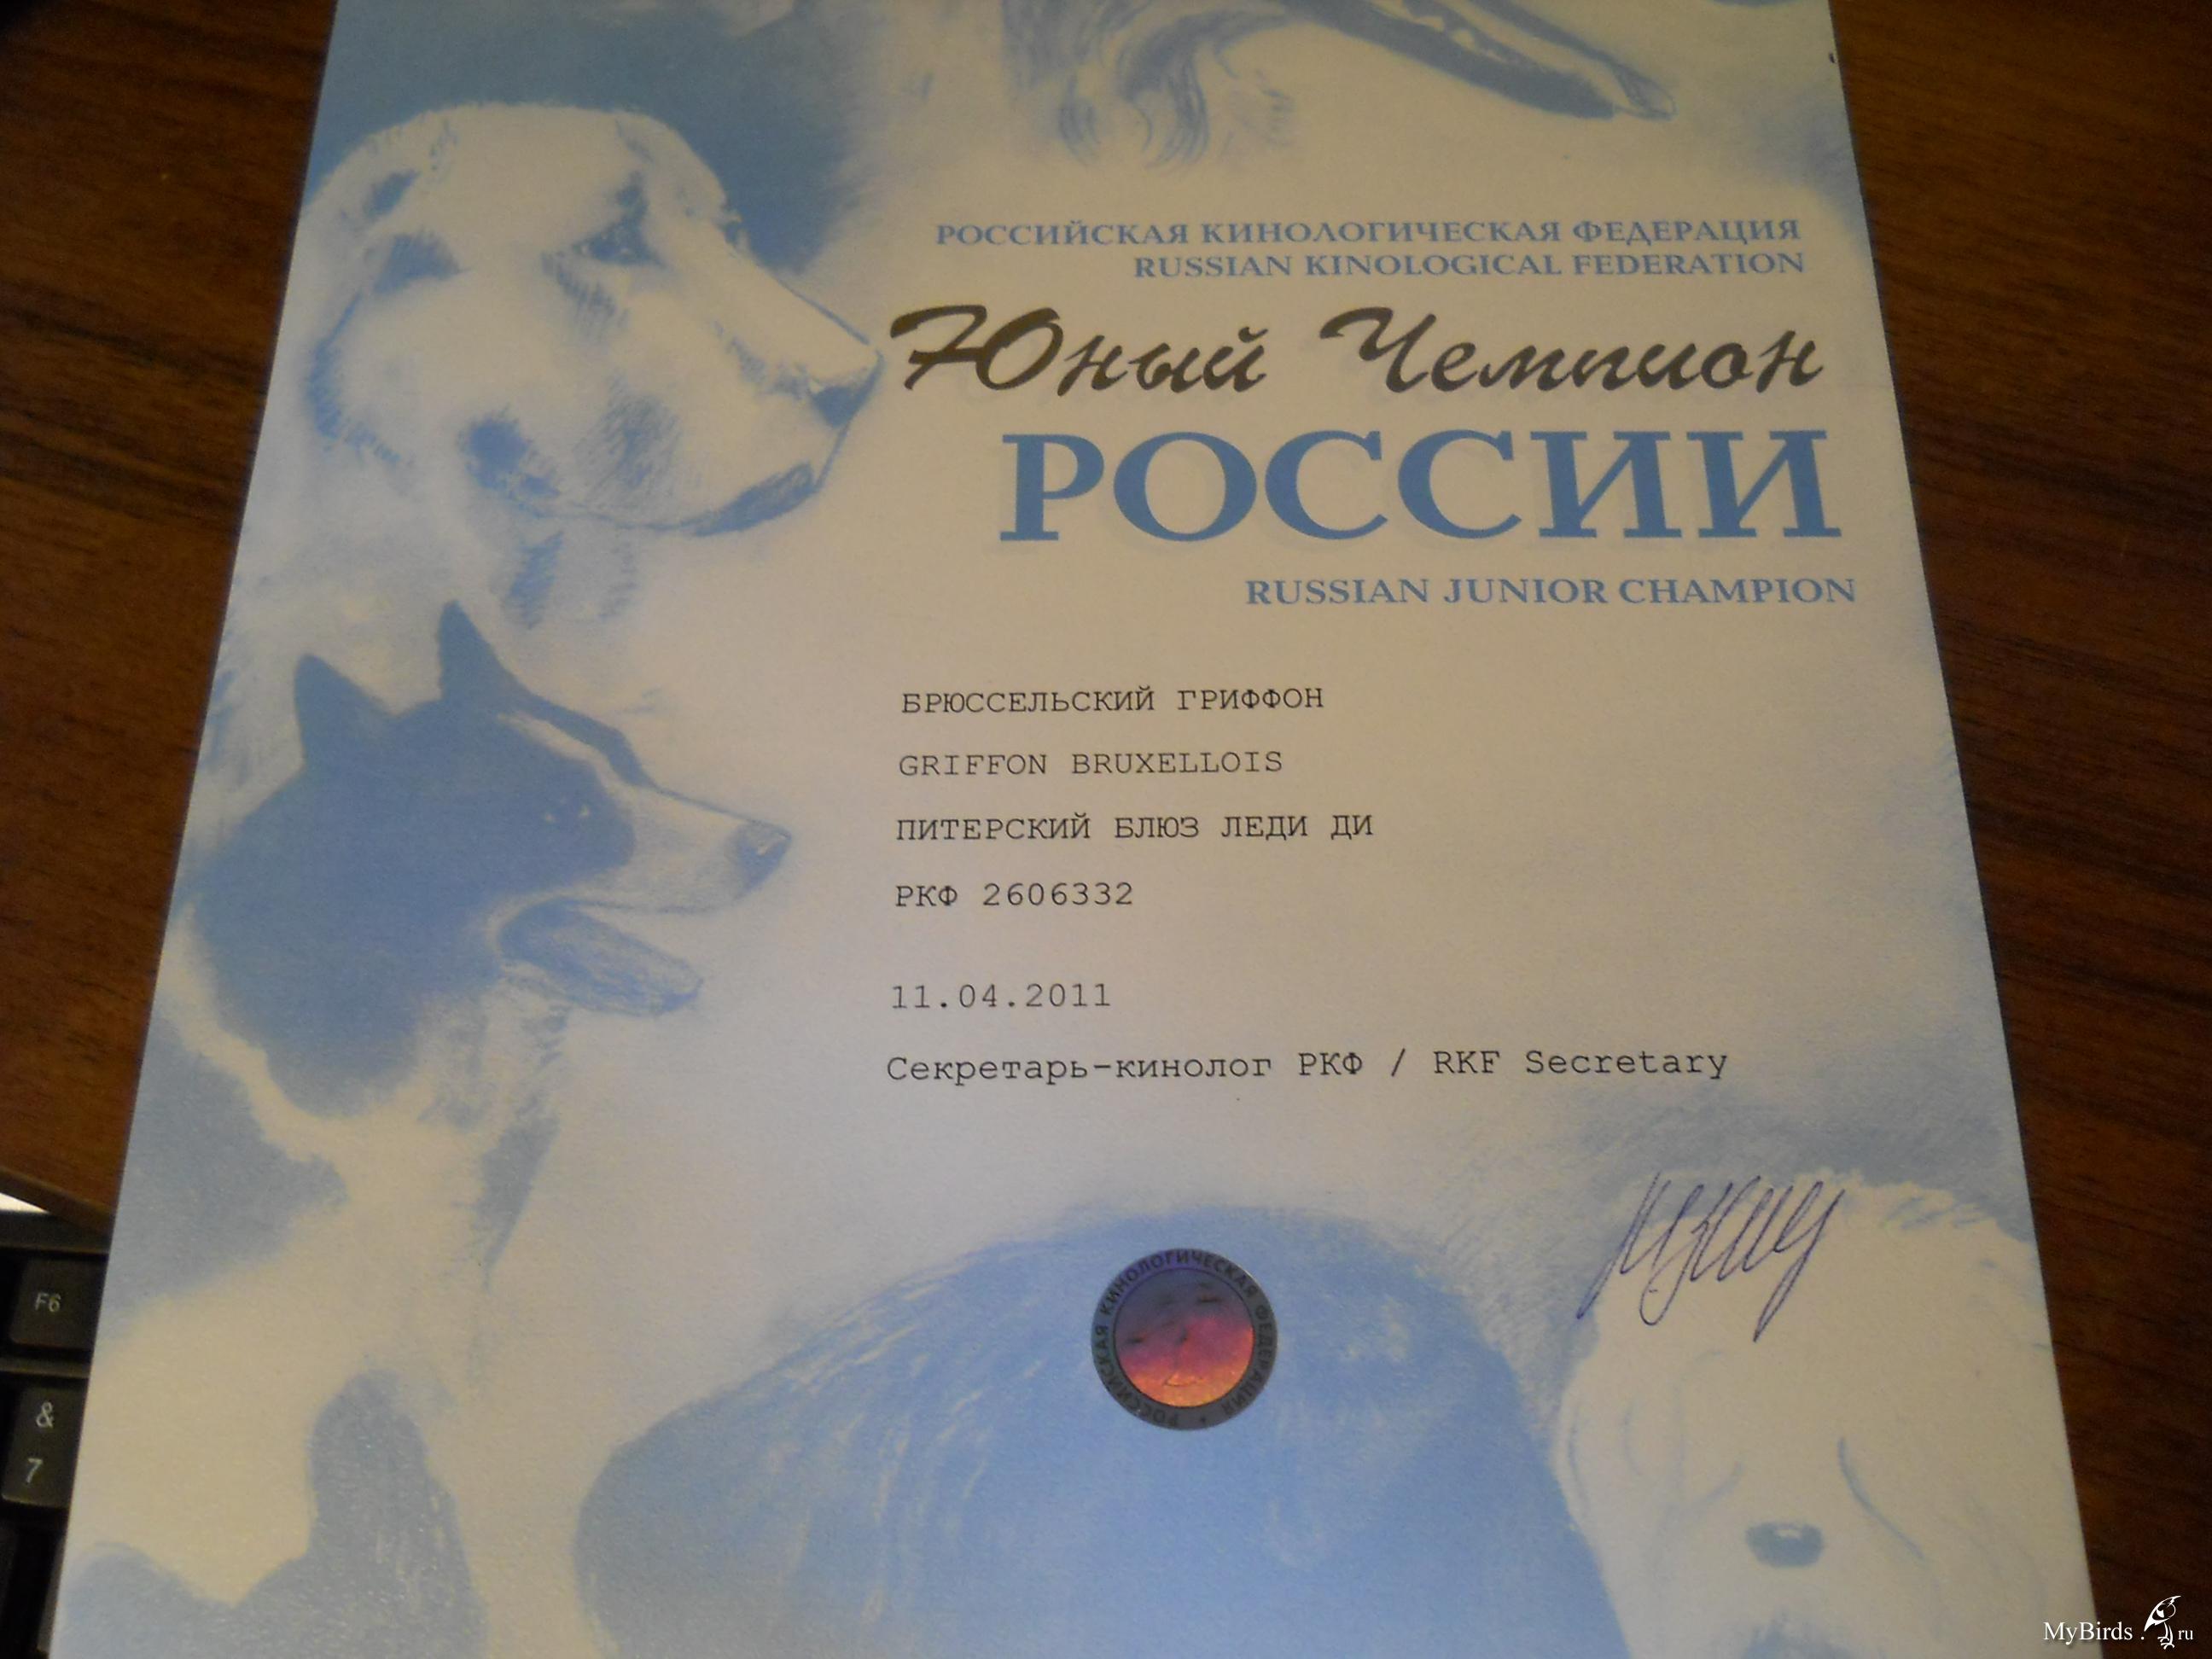 РОССИЙСКАЯ КИНОЛОГИЧЕСКАЯ ФЕДЕРАЦИЯ
RUSSIAN KINOLOGICAL FEDERATION
Юный Чемпион
РОССИИ
RUSSIAN JUNIOR CHAMPION
БРЮССЕЛЬСКИЙ ГРИФФОН
GRIFFON BRUXELLOIS
ПИТЕРСКИЙ БЛЮЗ ЛЕДИ ДИ
РКФ 2606332
11.04.2011
Секретарь-кинолог РКФ / RKF Secretary
РОССИЙСКАЯ КИНОЛОГИЧЕСКАЯ ФЕДЕРАЦИЯ
F6
&
7
MyBirds.ru